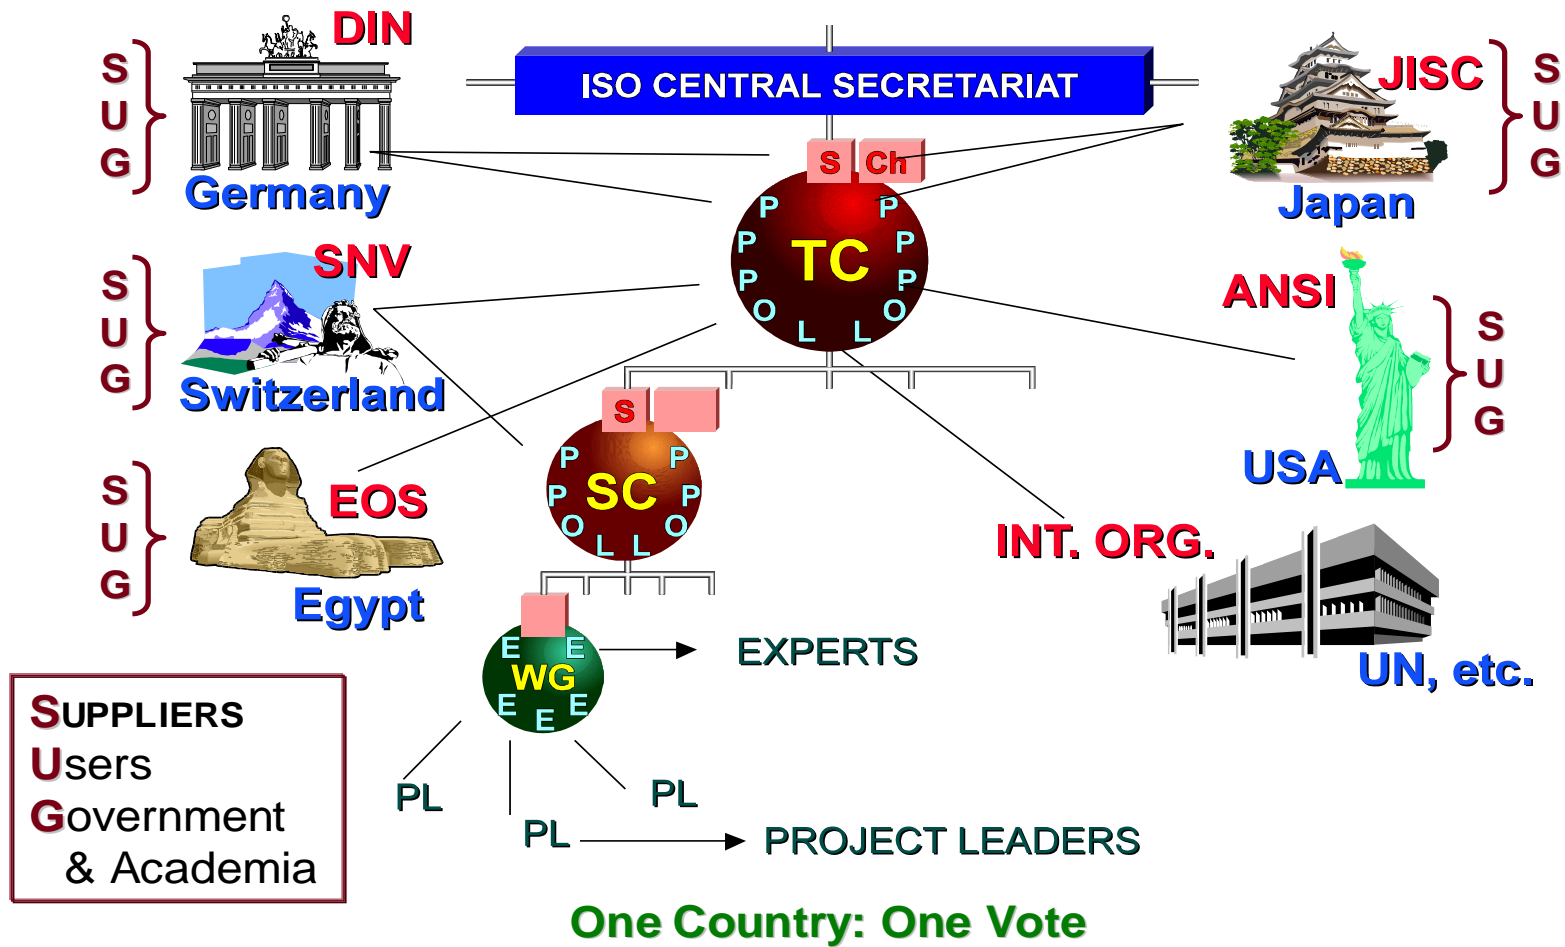 DIN
S
U
G
Germany
ISO CENTRAL SECRETARIAT
JISC
S
U
G
Japan
S Ch
P P
P P
TC
P P
O O
L L
SNV
S
U
G
Switzerland
ANSI
S
U
G
USA
S
P P
SC
P P
O O
L L
EOS
S
U
G
Egypt
INT. ORG.
UN, etc.
E E
WG
E E
E
EXPERTS
PL
PL
PL
PROJECT LEADERS
SUPPLIERS
Users
Government
& Academia
One Country: One Vote